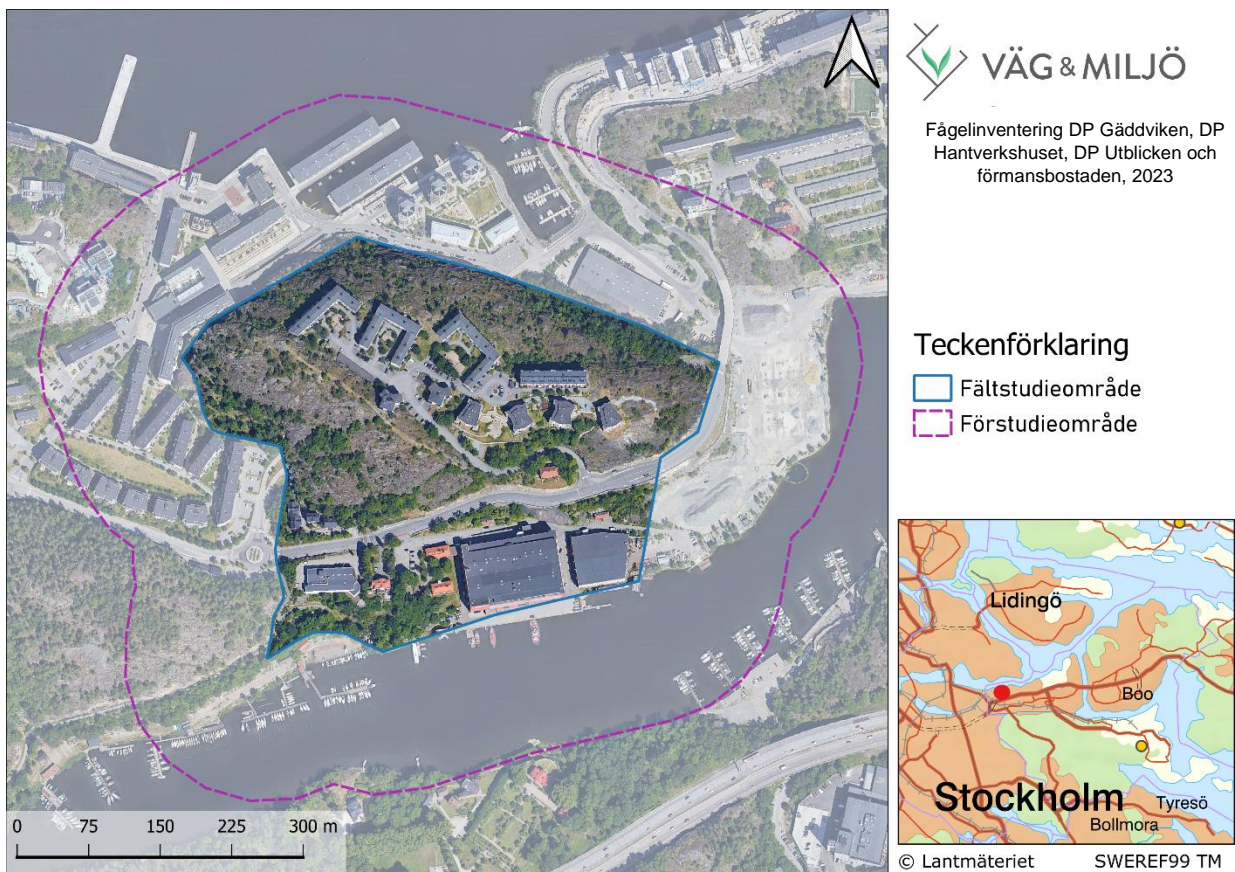 VÄG & MILJÖ
Fågelinventering DP Gäddviken, DP
Hantverkshuset, DP Utblicken och
förmansbostaden, 2023
Teckenförklaring
Fältstudieområde
Förstudieområde
Lidingö
Boo
Stockholm
Tyresö
Bollmora
0 75 150 225 300 m
© Lantmäteriet SWEREF99 TM